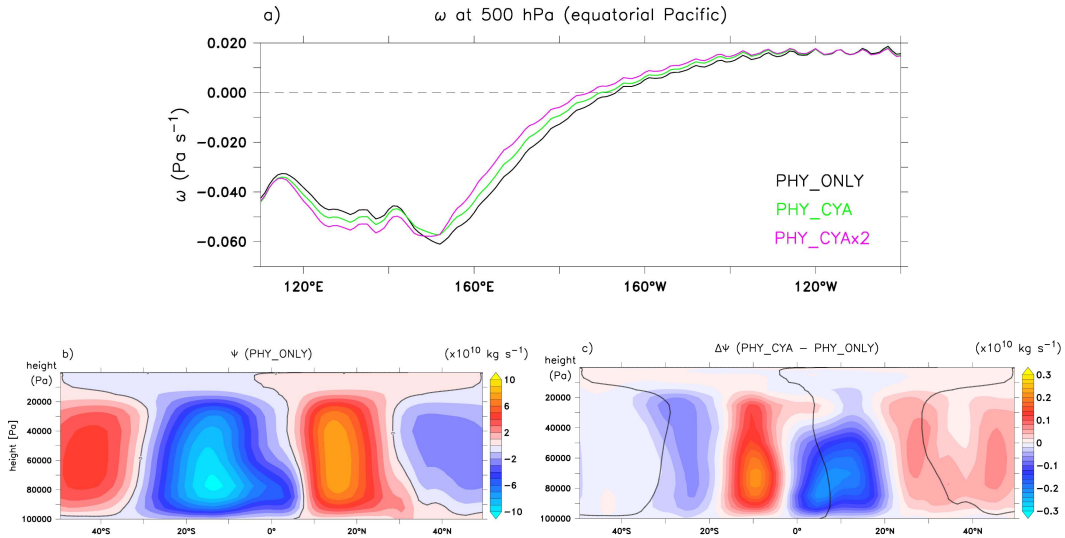 a) ω at 500 hPa (equatorial Pacific)
0.020
0.000
−0.020
−0.040
−0.060
ω (Pa s⁻¹)
PHY_ONLY
PHY_CYA
PHY_CYAx2
120°E 160°E 160°W 120°W
height b) Ψ (PHY_ONLY) (x10¹⁰ kg s⁻¹)
(Pa)
height [Pa]
20000
40000
60000
80000
100000
40°S 20°S 0°N 20°N 40°N
10
6
2
−2
−6
−10
height c) ΔΨ (PHY_CYA − PHY_ONLY) (x10¹⁰ kg s⁻¹)
(Pa)
20000
40000
60000
80000
100000
40°S 20°S 0° 20°N 40°N
0.3
0.2
0.1
0
−0.1
−0.2
−0.3